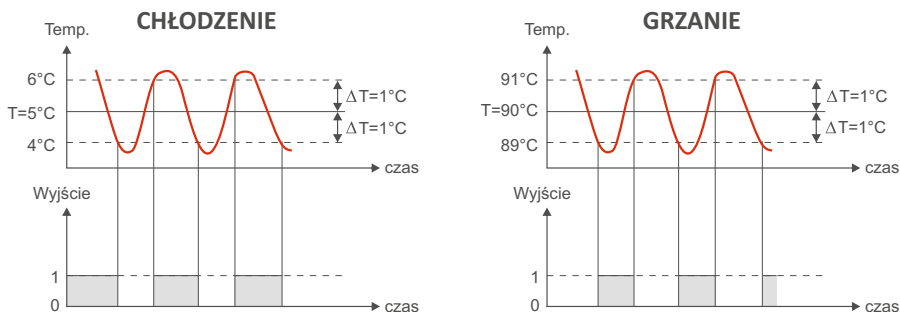 CHŁODZENIE
Temp.
6°C
T=5°C
4°C
ΔT=1°C
ΔT=1°C
czas
Wyjście
1
0
czas
GRZANIE
Temp.
91°C
T=90°C
89°C
ΔT=1°C
ΔT=1°C
czas
Wyjście
1
0
czas